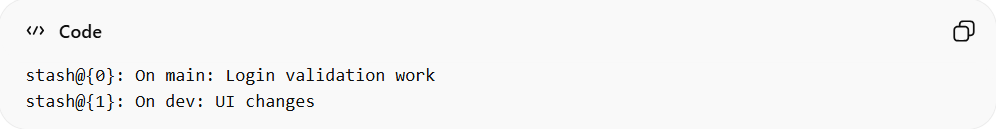 Code
stash@{0}: On main: Login validation work
stash@{1}: On dev: UI changes